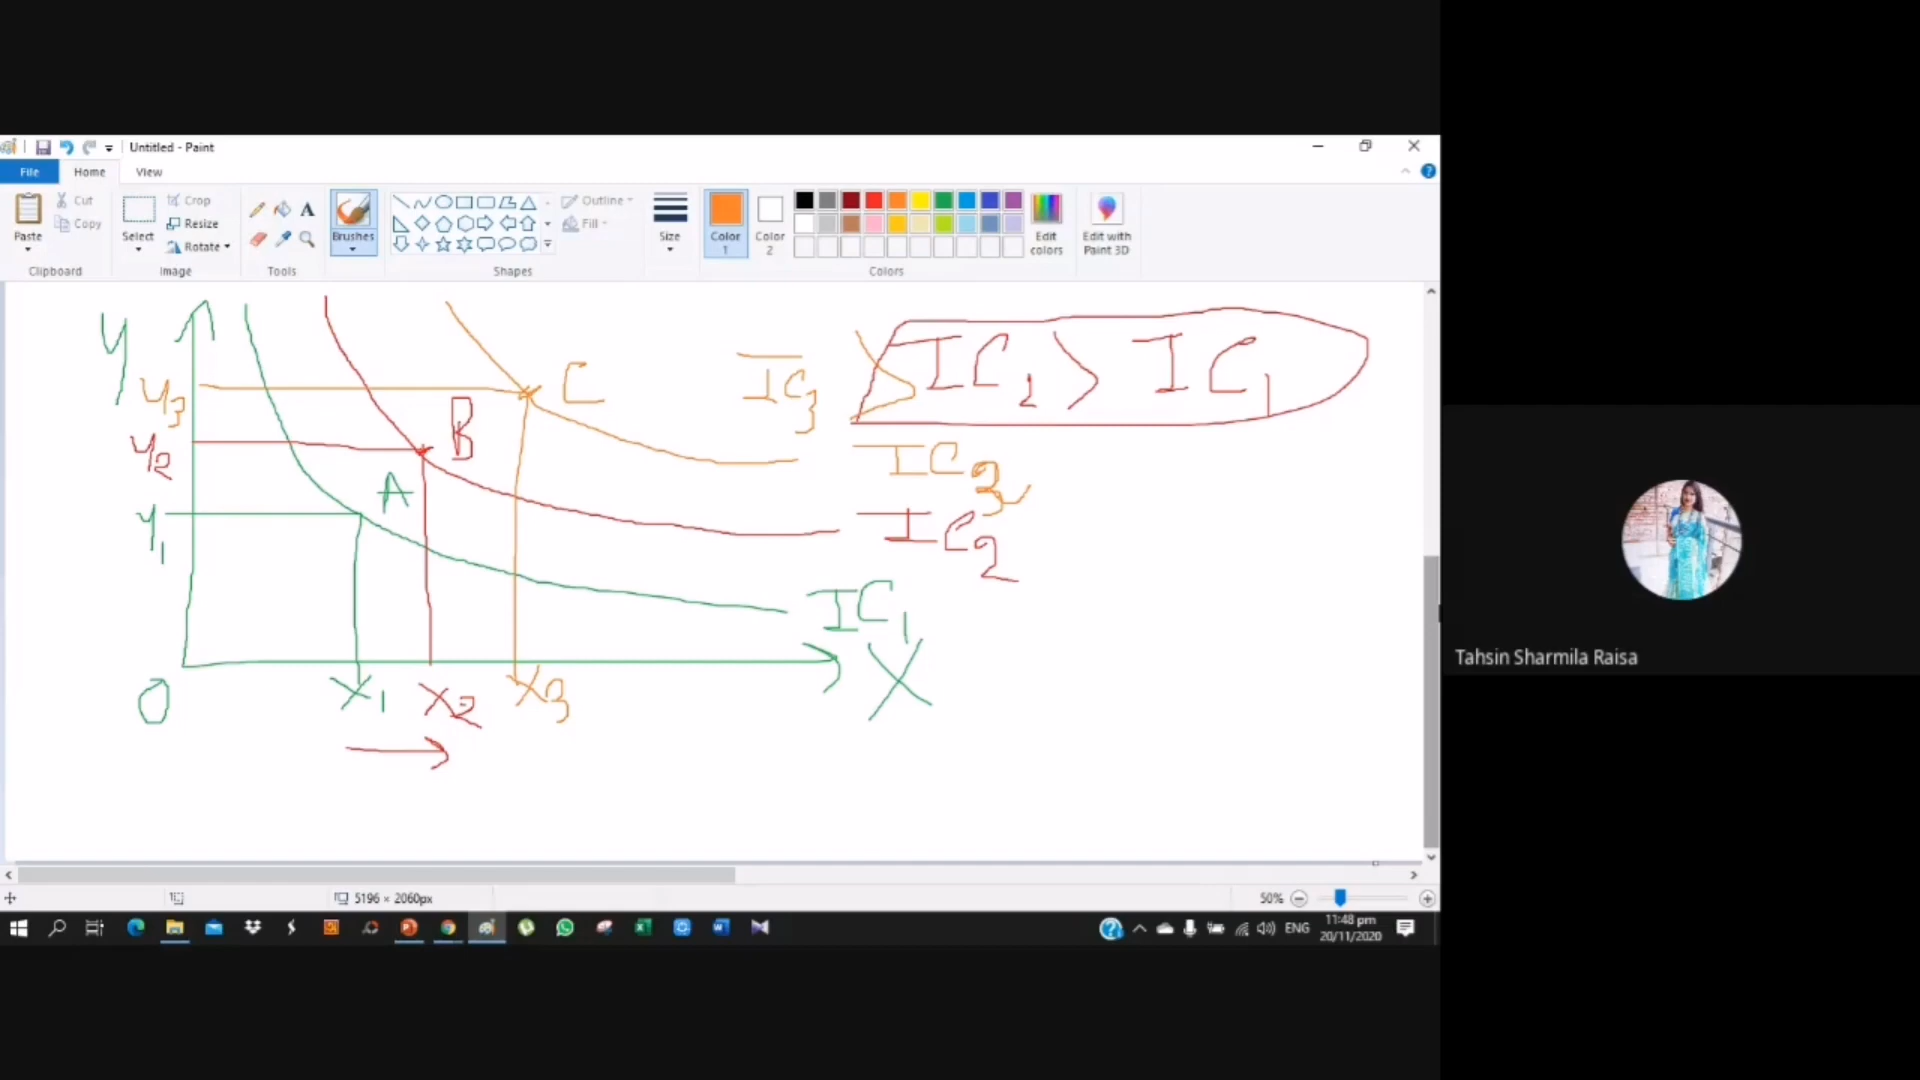 Untitled - Paint
File Home View
Paste
Cut
Copy
Clipboard
Select
Crop
Resize
Rotate
Image
Tools
Brushes
Shapes
Outline
Fill
Size
Color 1
Color 2
Edit colors
Edit with Paint 3D
Colors
y
y3
y2
y1
A
B
C
IC3 > IC2 > IC1
IC3
IC2
IC1
O
X1 X2 X3
X
Tahsin Sharmila Raisa
5196 × 2060px
50%
ENG
11:48 pm
20/11/2020